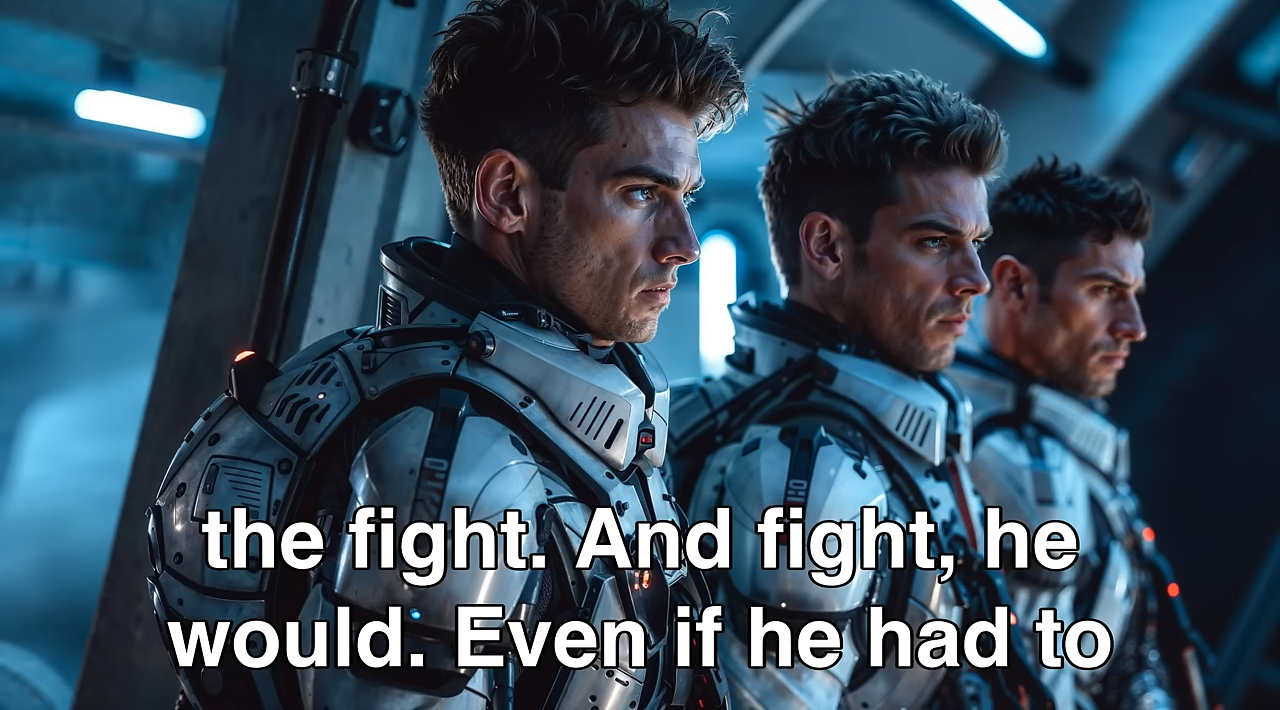 the fight. And fight, he
would. Even if he had to